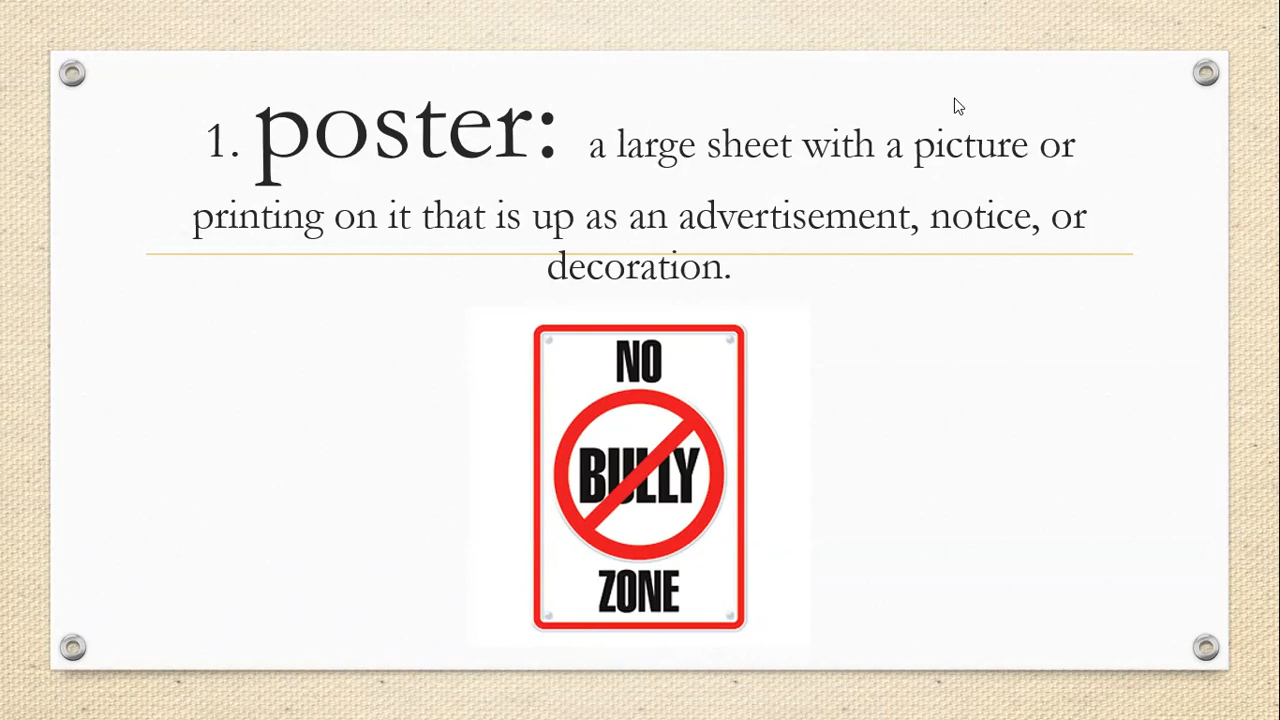 1. poster: a large sheet with a picture or
printing on it that is up as an advertisement, notice, or
decoration.
NO
BULLY
ZONE